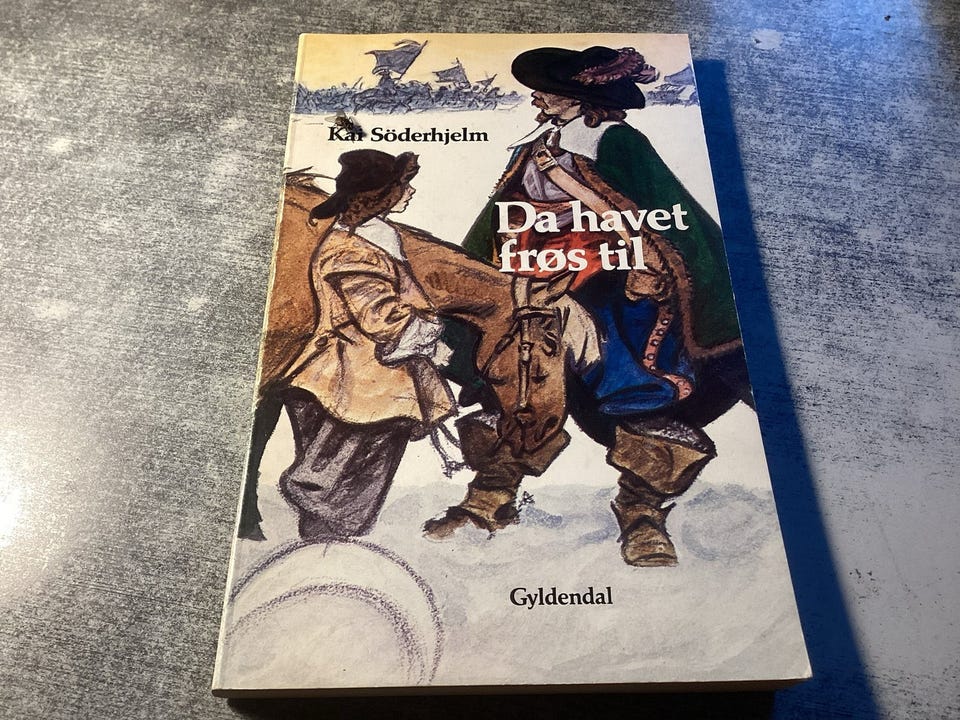 Kai Söderhjelm
Da havet
frøs til
Gyldendal